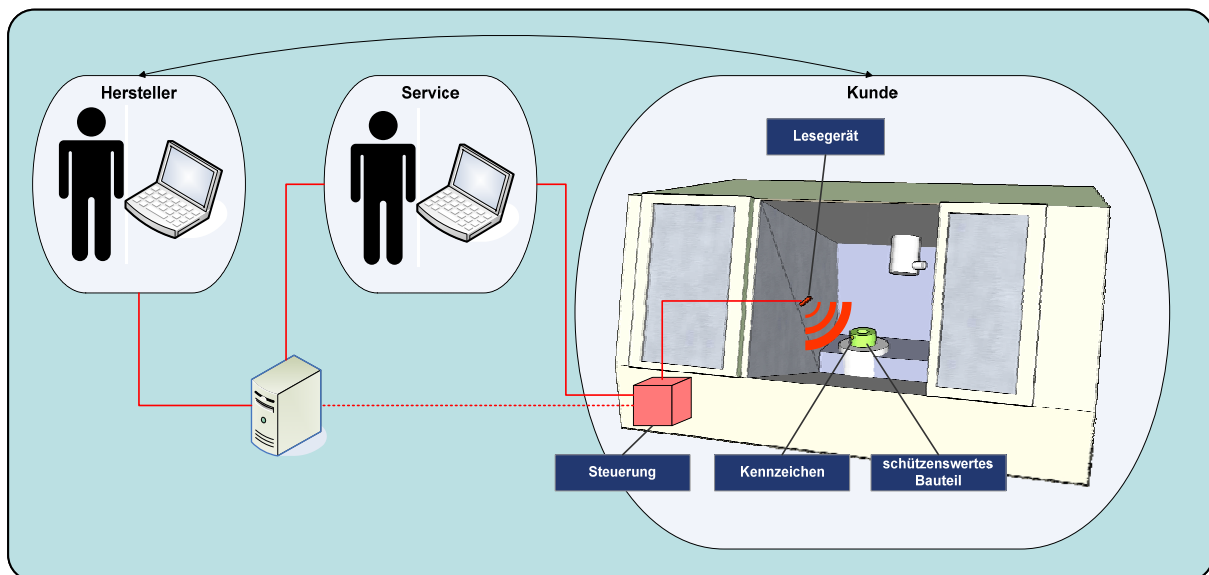 Hersteller
Service
Kunde
Lesegerät
Steuerung
Kennzeichen
schützenswertes
Bauteil